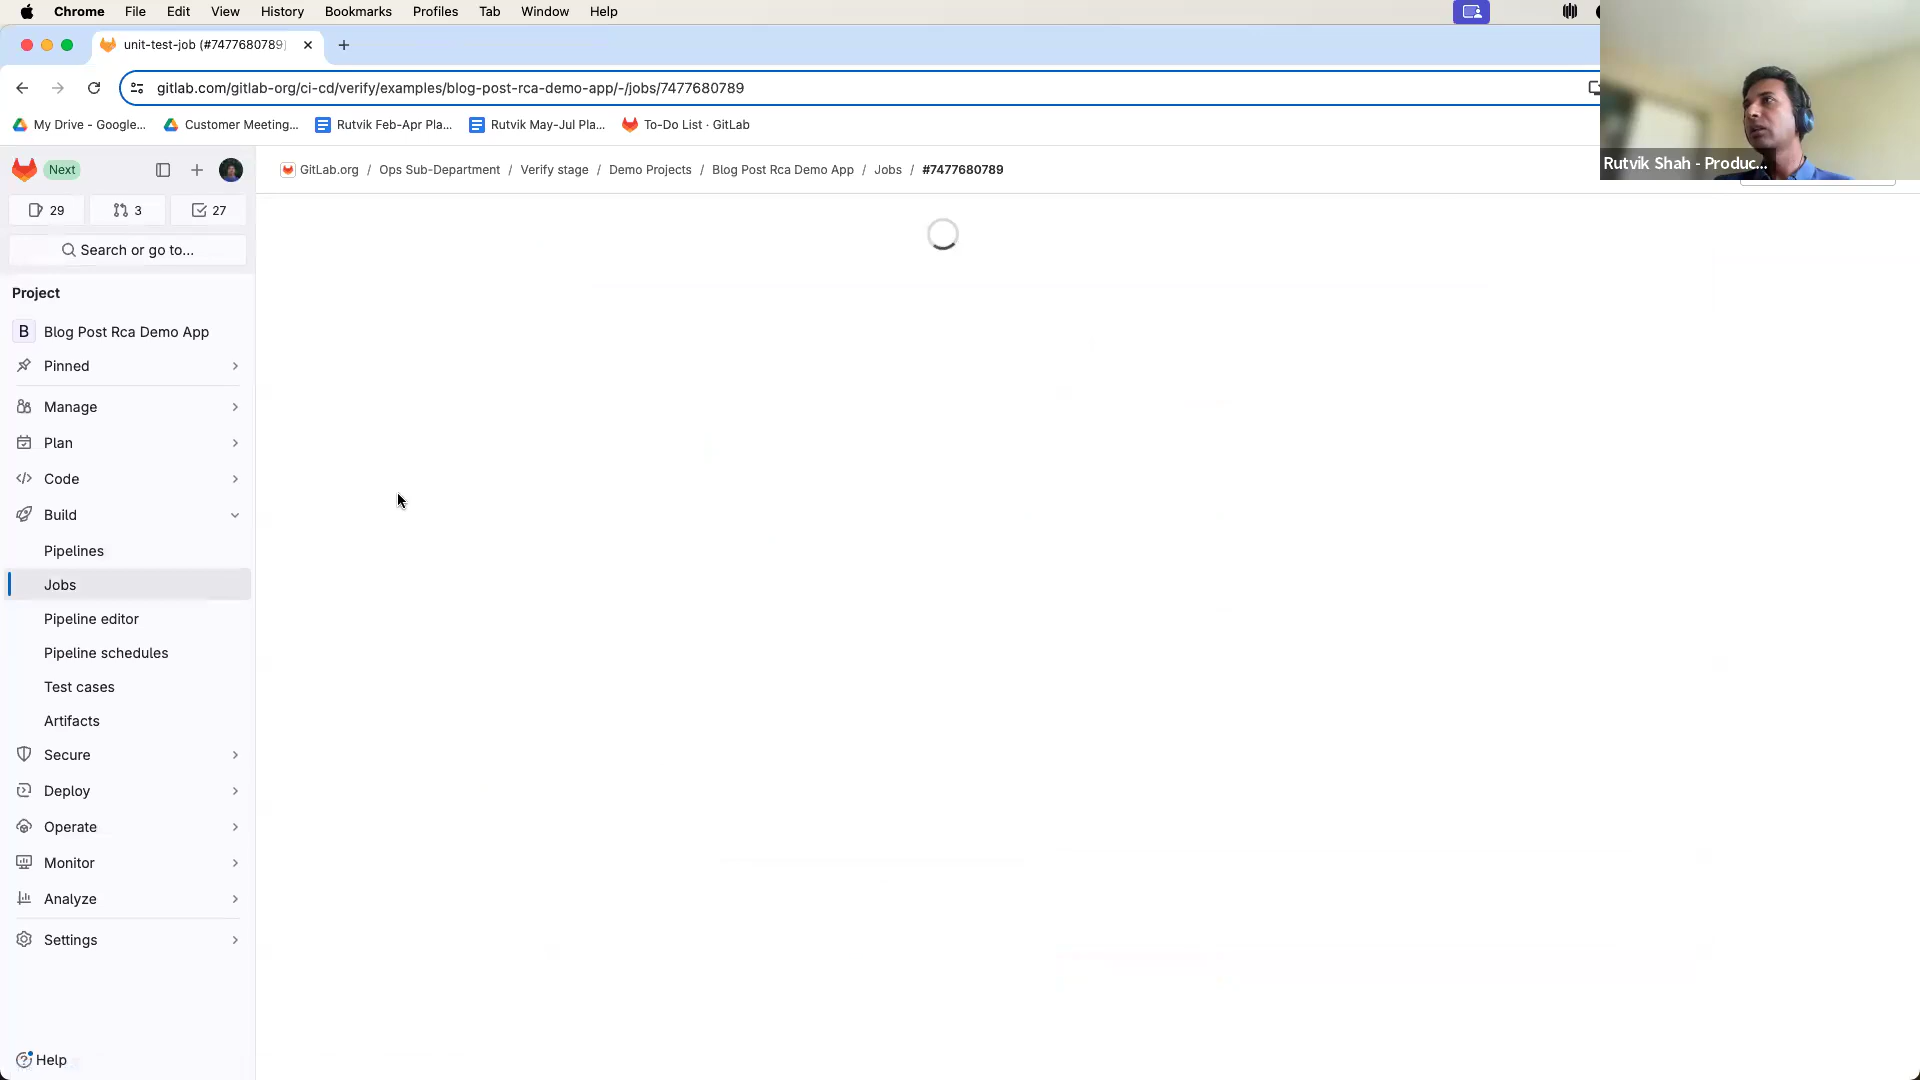 Chrome File Edit View History Bookmarks Profiles Tab Window Help
unit-test-job (#7477680789)
gitlab.com/gitlab-org/ci-cd/verify/examples/blog-post-rca-demo-app/-/jobs/7477680789
My Drive - Google... Customer Meeting... Rutvik Feb-Apr Pla... Rutvik May-Jul Pla... To-Do List · GitLab
Rutvik Shah - Produc...
Next
GitLab.org / Ops Sub-Department / Verify stage / Demo Projects / Blog Post Rca Demo App / Jobs / #7477680789
29 3 27
Search or go to...
Project
B Blog Post Rca Demo App
Pinned
Manage
Plan
Code
Build
Pipelines
Jobs
Pipeline editor
Pipeline schedules
Test cases
Artifacts
Secure
Deploy
Operate
Monitor
Analyze
Settings
Help